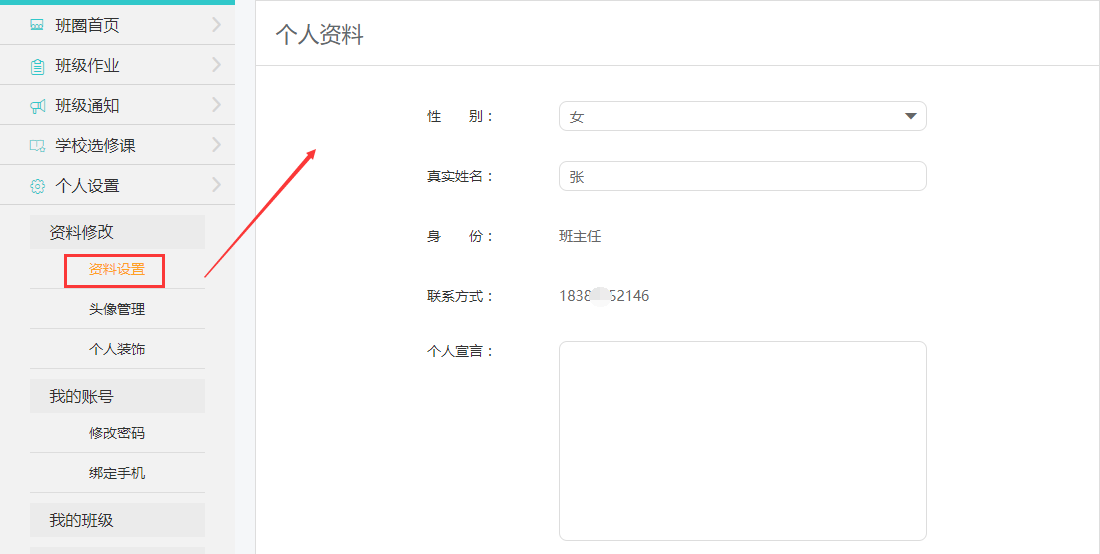 班圈首页
班级作业
班级通知
学校选修课
个人设置
资料修改
资料设置
头像管理
个人装饰
我的账号
修改密码
绑定手机
我的班级
个人资料
性 别： 女
真实姓名： 张
身 份： 班主任
联系方式： 1838 52146
个人宣言：